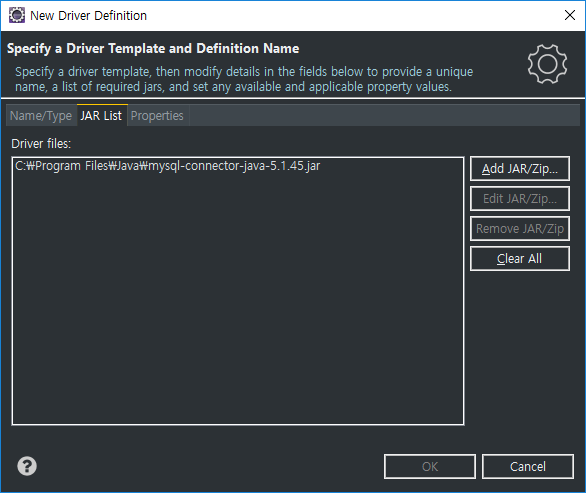 New Driver Definition
Specify a Driver Template and Definition Name
Specify a driver template, then modify details in the fields below to provide a unique
name, a list of required jars, and set any available and applicable property values.
Name/Type JAR List Properties
Driver files:
C:₩Program Files₩Java₩mysql-connector-java-5.1.45.jar
Add JAR/Zip...
Edit JAR/Zip...
Remove JAR/Zip
Clear All
?
OK Cancel